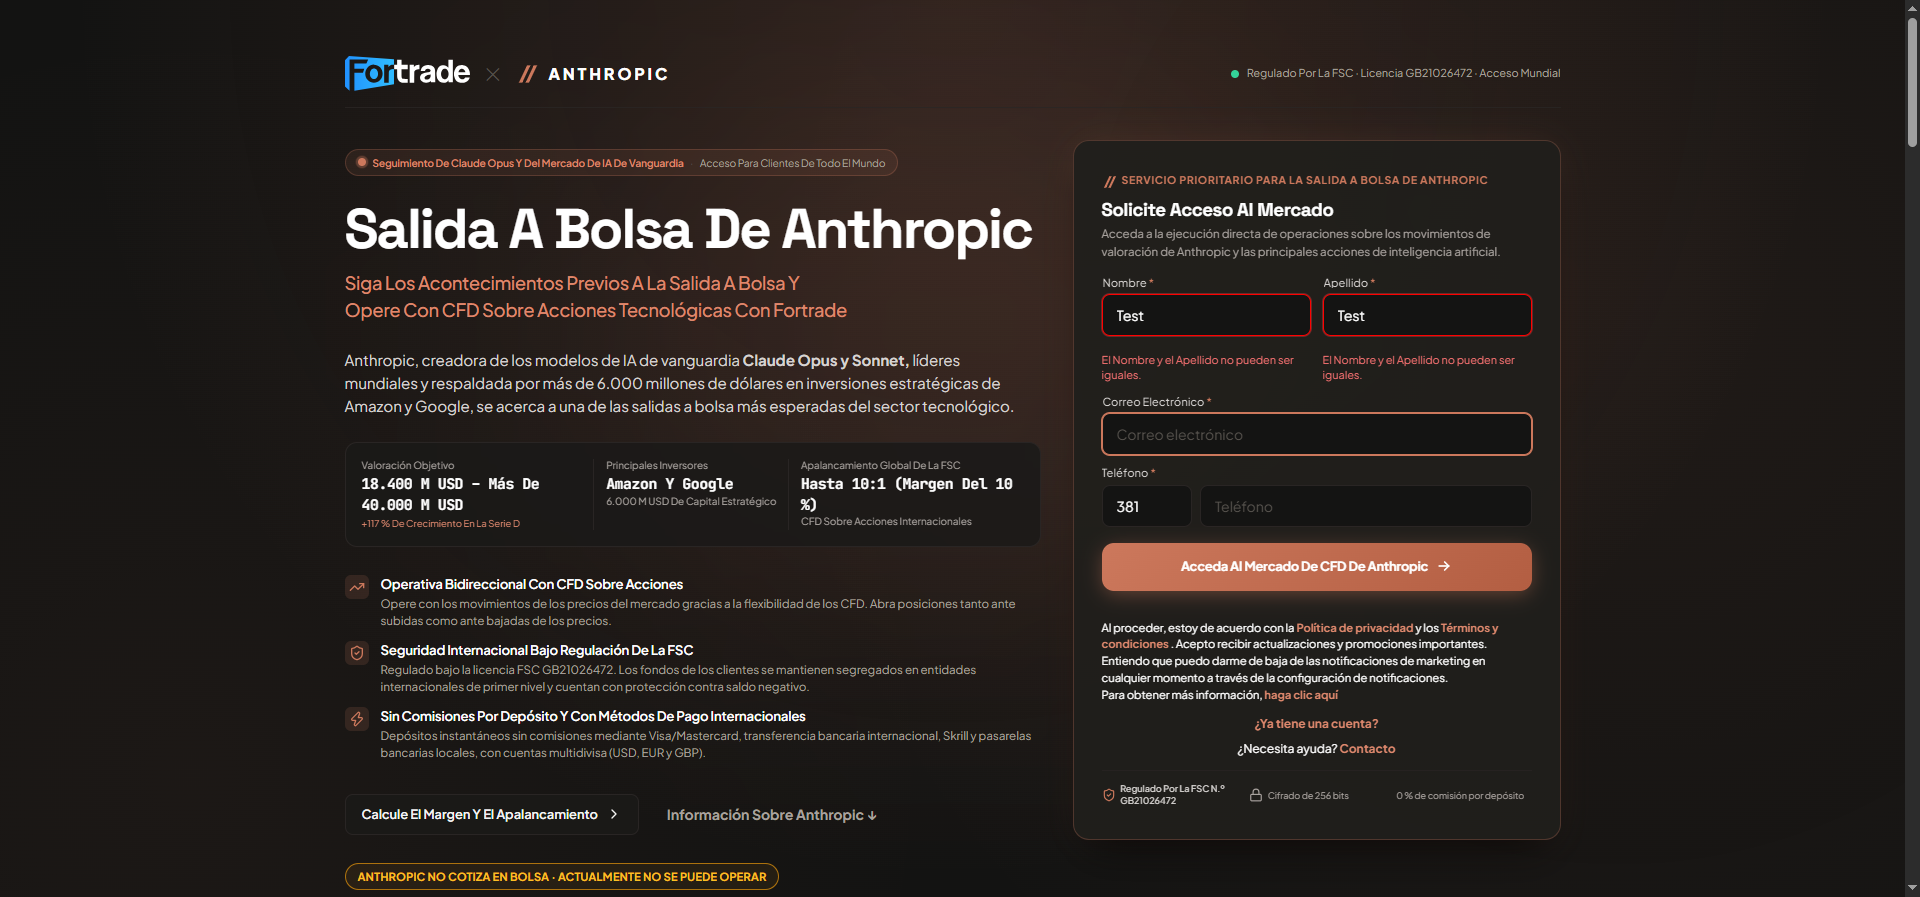 Fortrade × // ANTHROPIC
Regulado Por La FSC · Licencia GB21026472 · Acceso Mundial
Seguimiento De Claude Opus Y Del Mercado De IA De Vanguardia · Acceso Para Clientes De Todo El Mundo
Salida A Bolsa De Anthropic
Siga Los Acontecimientos Previos A La Salida A Bolsa Y
Opere Con CFD Sobre Acciones Tecnológicas Con Fortrade
Anthropic, creadora de los modelos de IA de vanguardia Claude Opus y Sonnet, líderes
mundiales y respaldada por más de 6.000 millones de dólares en inversiones estratégicas de
Amazon y Google, se acerca a una de las salidas a bolsa más esperadas del sector tecnológico.
Valoración Objetivo
18.400 M USD – Más De
40.000 M USD
+117 % De Crecimiento En La Serie D
Principales Inversores
Amazon Y Google
6.000 M USD De Capital Estratégico
Apalancamiento Global De La FSC
Hasta 10:1 (Margen Del 10
%)
CFD Sobre Acciones Internacionales
Operativa Bidireccional Con CFD Sobre Acciones
Opere con los movimientos de los precios del mercado gracias a la flexibilidad de los CFD. Abra posiciones tanto ante
subidas como ante bajadas de los precios.
Seguridad Internacional Bajo Regulación De La FSC
Regulado bajo la licencia FSC GB21026472. Los fondos de los clientes se mantienen segregados en entidades
internacionales de primer nivel y cuentan con protección contra saldo negativo.
Sin Comisiones Por Depósito Y Con Métodos De Pago Internacionales
Depósitos instantáneos sin comisiones mediante Visa/Mastercard, transferencia bancaria internacional, Skrill y pasarelas
bancarias locales, con cuentas multidivisa (USD, EUR y GBP).
Calcule El Margen Y El Apalancamiento >
Información Sobre Anthropic ↓
ANTHROPIC NO COTIZA EN BOLSA · ACTUALMENTE NO SE PUEDE OPERAR
// SERVICIO PRIORITARIO PARA LA SALIDA A BOLSA DE ANTHROPIC
Solicite Acceso Al Mercado
Acceda a la ejecución directa de operaciones sobre los movimientos de
valoración de Anthropic y las principales acciones de inteligencia artificial.
Nombre *
Apellido *
Test
Test
El Nombre y el Apellido no pueden ser
iguales.
El Nombre y el Apellido no pueden ser
iguales.
Correo Electrónico *
Correo electrónico
Teléfono *
381
Teléfono
Acceda Al Mercado De CFD De Anthropic →
Al proceder, estoy de acuerdo con la Política de privacidad y los Términos y
condiciones . Acepto recibir actualizaciones y promociones importantes.
Entiendo que puedo darme de baja de las notificaciones de marketing en
cualquier momento a través de la configuración de notificaciones.
Para obtener más información, haga clic aquí
¿Ya tiene una cuenta?
¿Necesita ayuda? Contacto
Regulado Por La FSC N.º
GB21026472
Cifrado de 256 bits
0 % de comisión por depósito